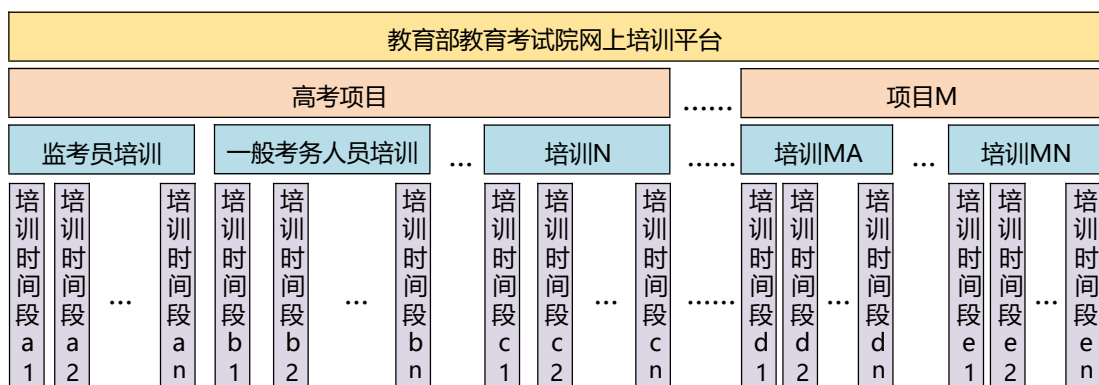 教育部教育考试院网上培训平台
高考项目
......
项目M
监考员培训
一般考务人员培训
...
培训N
......
培训MA
...
培训MN
培训时间段a1
培训时间段a2
...
培训时间段an
培训时间段b1
培训时间段b2
...
培训时间段bn
培训时间段c1
培训时间段c2
...
培训时间段cn
......
培训时间段d1
培训时间段d2
...
培训时间段dn
培训时间段e1
培训时间段e2
...
培训时间段en